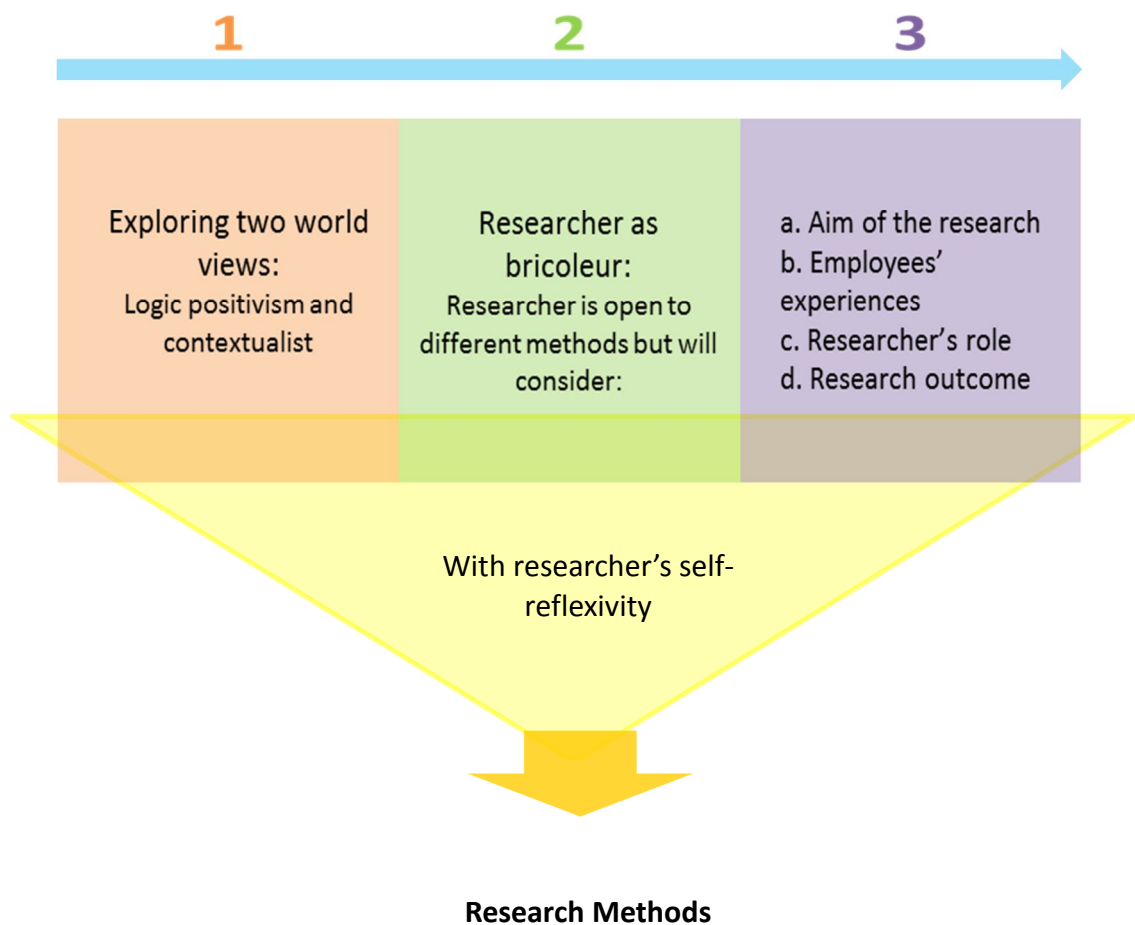 1
2
3
Exploring two world
views:
Logic positivism and
contextualist
Researcher as
bricoleur:
Researcher is open to
different methods but will
consider:
a. Aim of the research
b. Employees’
experiences
c. Researcher’s role
d. Research outcome
With researcher’s self-
reflexivity
Research Methods